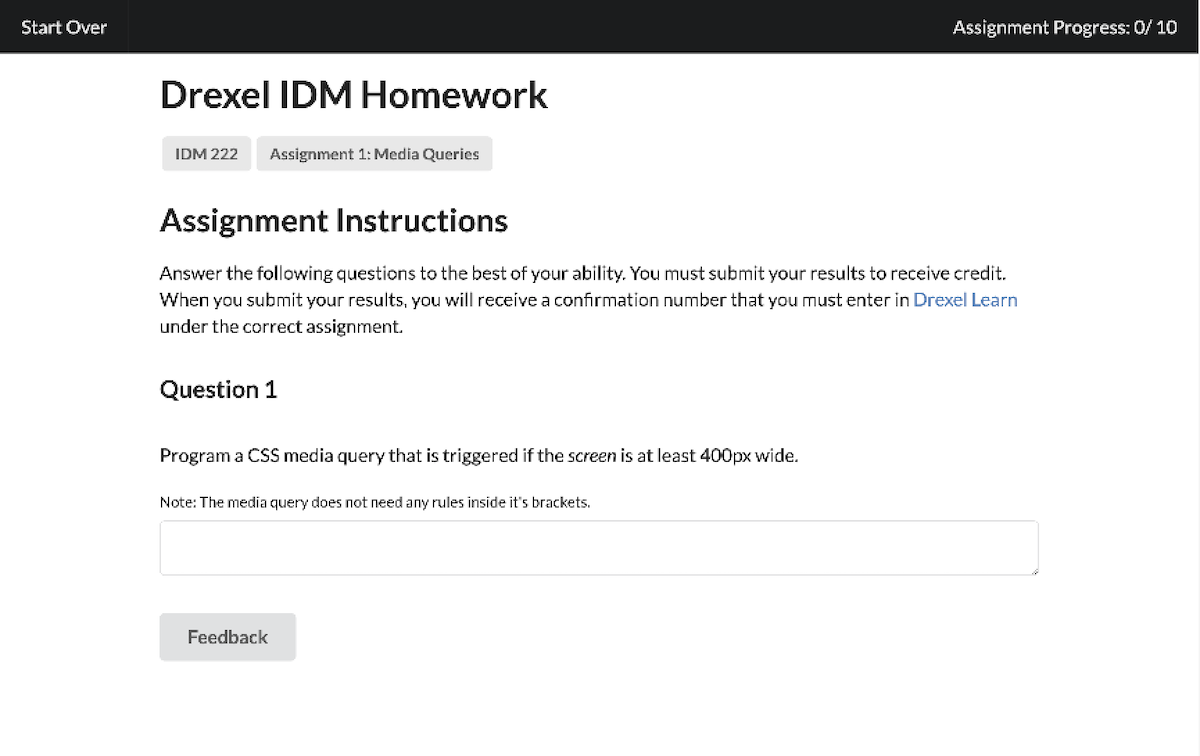 Start Over
Assignment Progress: 0/ 10
Drexel IDM Homework
IDM 222
Assignment 1: Media Queries
Assignment Instructions
Answer the following questions to the best of your ability. You must submit your results to receive credit.
When you submit your results, you will receive a confirmation number that you must enter in Drexel Learn
under the correct assignment.
Question 1
Program a CSS media query that is triggered if the screen is at least 400px wide.
Note: The media query does not need any rules inside it's brackets.
Feedback